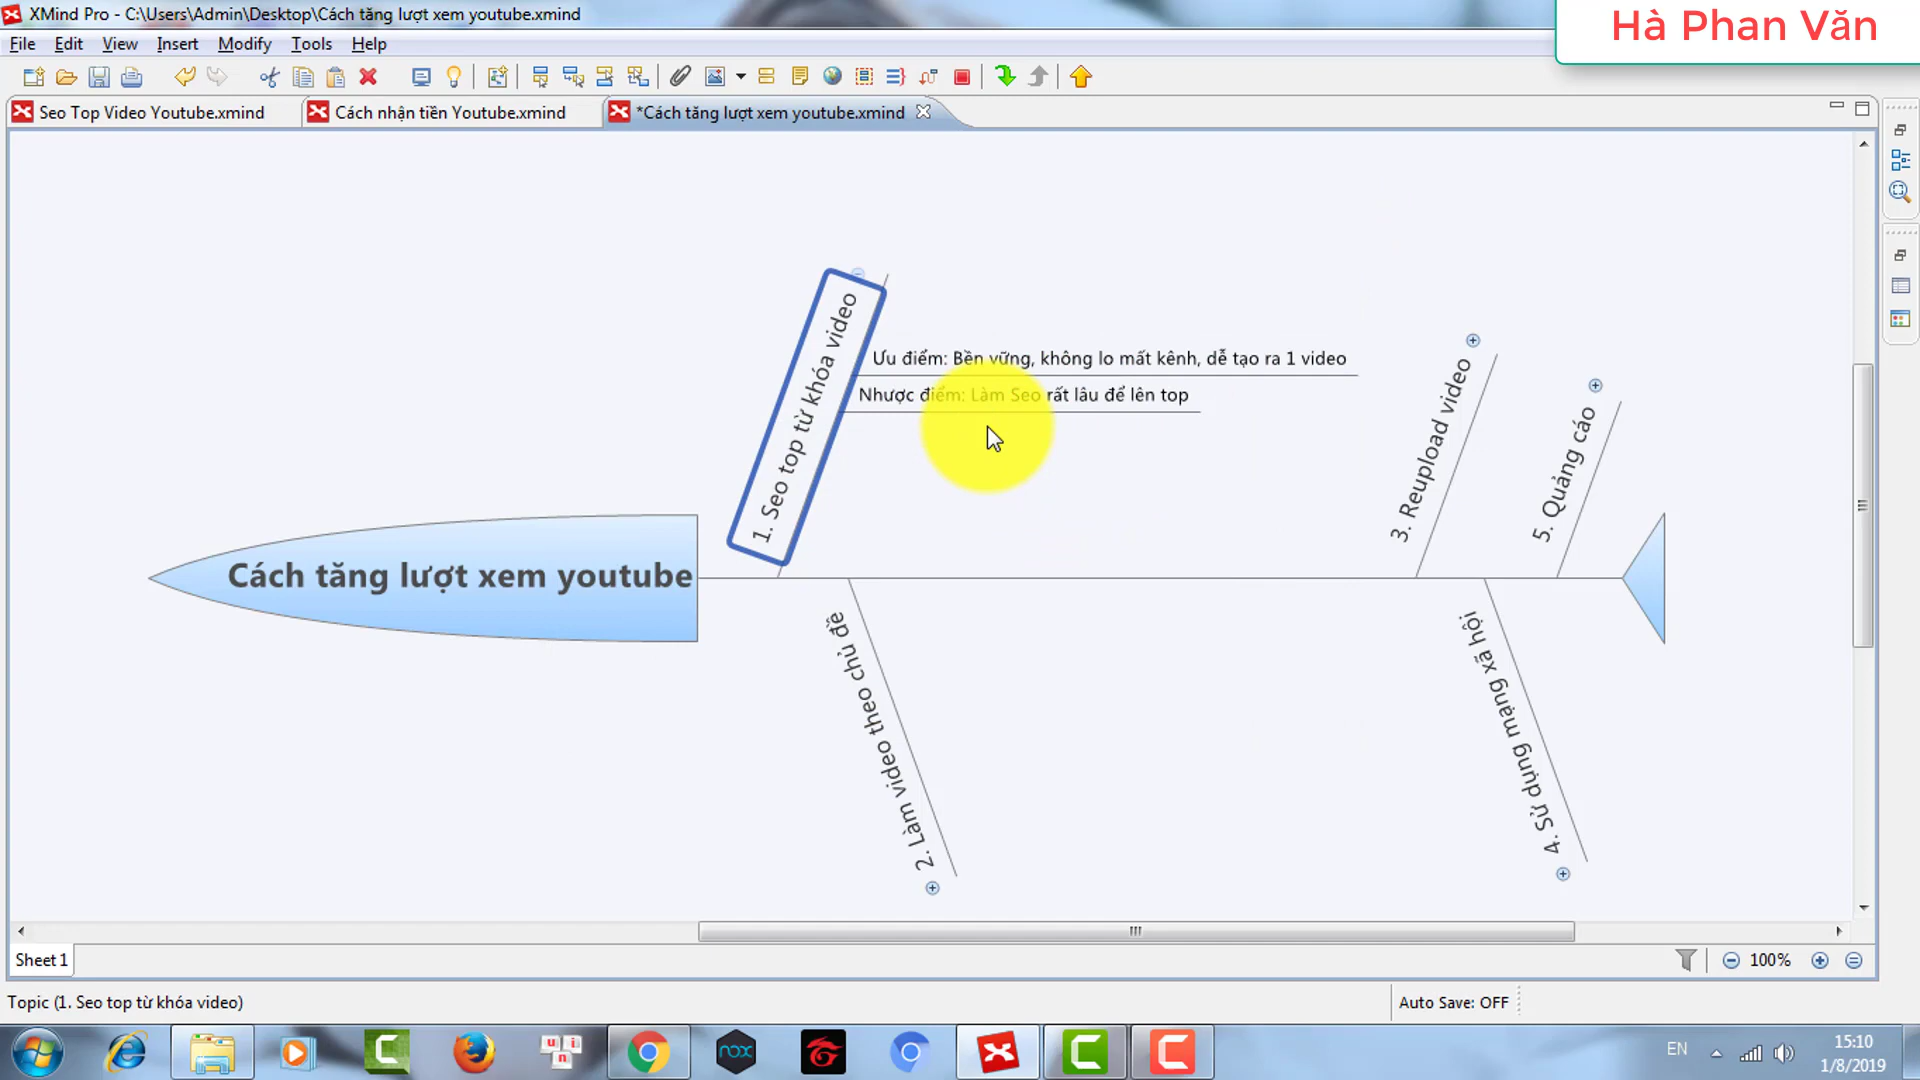 XMind Pro - C:\Users\Admin\Desktop\Cách tăng lượt xem youtube.xmind
Hà Phan Văn
File Edit View Insert Modify Tools Help
Seo Top Video Youtube.xmind
Cách nhận tiền Youtube.xmind
*Cách tăng lượt xem youtube.xmind
1. Seo top từ khóa video
Ưu điểm: Bền vững, không lo mất kênh, dễ tạo ra 1 video
Nhược điểm: Làm Seo rất lâu để lên top
3. Reupload video
5. Quảng cáo
Cách tăng lượt xem youtube
2. Làm video theo chủ đề
4. Sử dụng mạng xã hội
Sheet 1
100%
Topic (1. Seo top từ khóa video)
Auto Save: OFF
u i n
nox
EN
15:10
1/8/2019